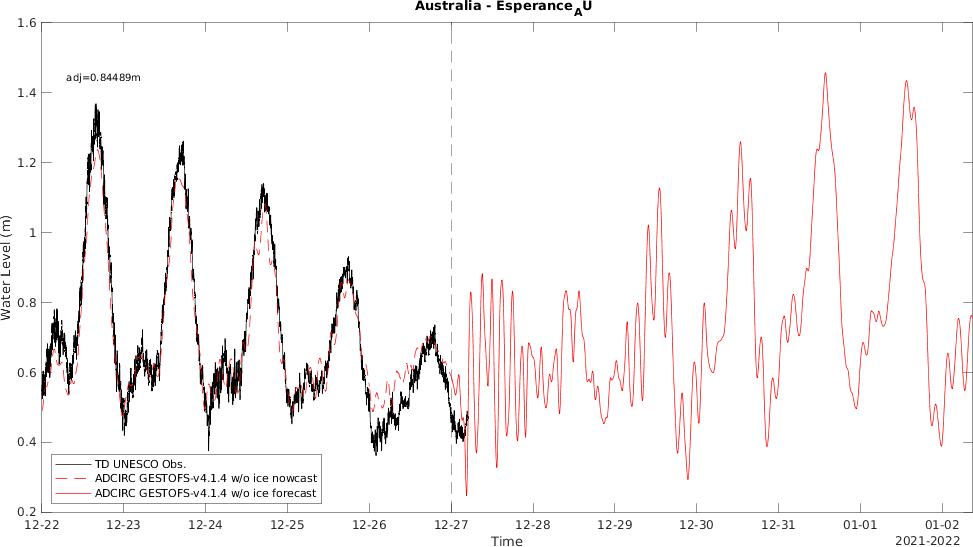 Australia - Esperance_AU
adj=0.84489m
Water Level (m)
1.6
1.4
1.2
1
0.8
0.6
0.4
0.2
TD UNESCO Obs.
ADCIRC GESTOFS-v4.1.4 w/o ice nowcast
ADCIRC GESTOFS-v4.1.4 w/o ice forecast
12-22 12-23 12-24 12-25 12-26 12-27 12-28 12-29 12-30 12-31 01-01 01-02
Time
2021-2022